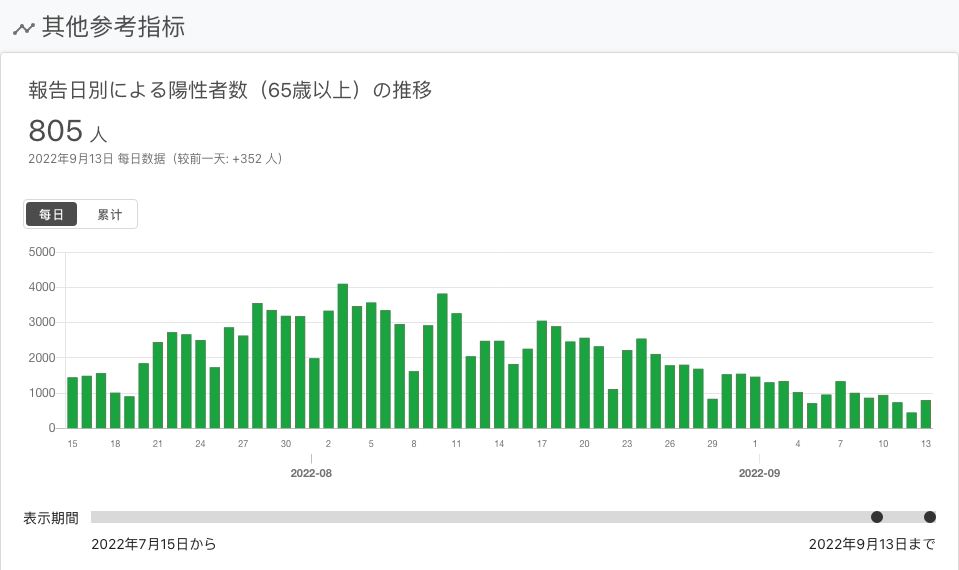 其他参考指标
報告日別による陽性者数（65歳以上）の推移
805 人
2022年9月13日 每日数据（较前一天: +352 人）
每日 累计
5000
4000
3000
2000
1000
0
15 18 21 24 27 30 2 5 8 11 14 17 20 23 26 29 1 4 7 10 13
2022-08 2022-09
表示期間
2022年7月15日から 2022年9月13日まで